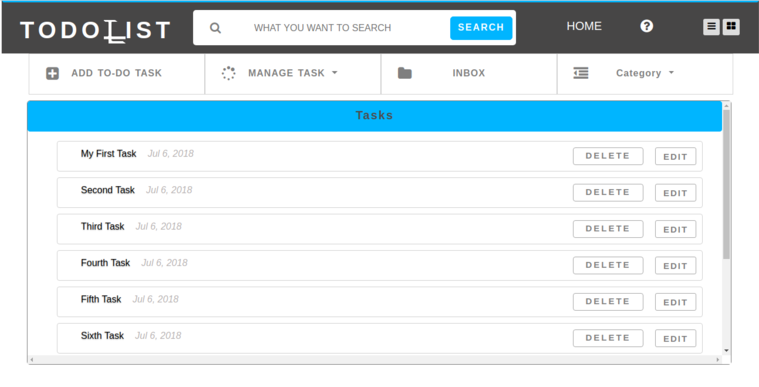 TODOLIST
WHAT YOU WANT TO SEARCH
SEARCH
HOME
?
ADD TO-DO TASK
MANAGE TASK
INBOX
Category
Tasks
My First Task Jul 6, 2018 DELETE EDIT
Second Task Jul 6, 2018 DELETE EDIT
Third Task Jul 6, 2018 DELETE EDIT
Fourth Task Jul 6, 2018 DELETE EDIT
Fifth Task Jul 6, 2018 DELETE EDIT
Sixth Task Jul 6, 2018 DELETE EDIT